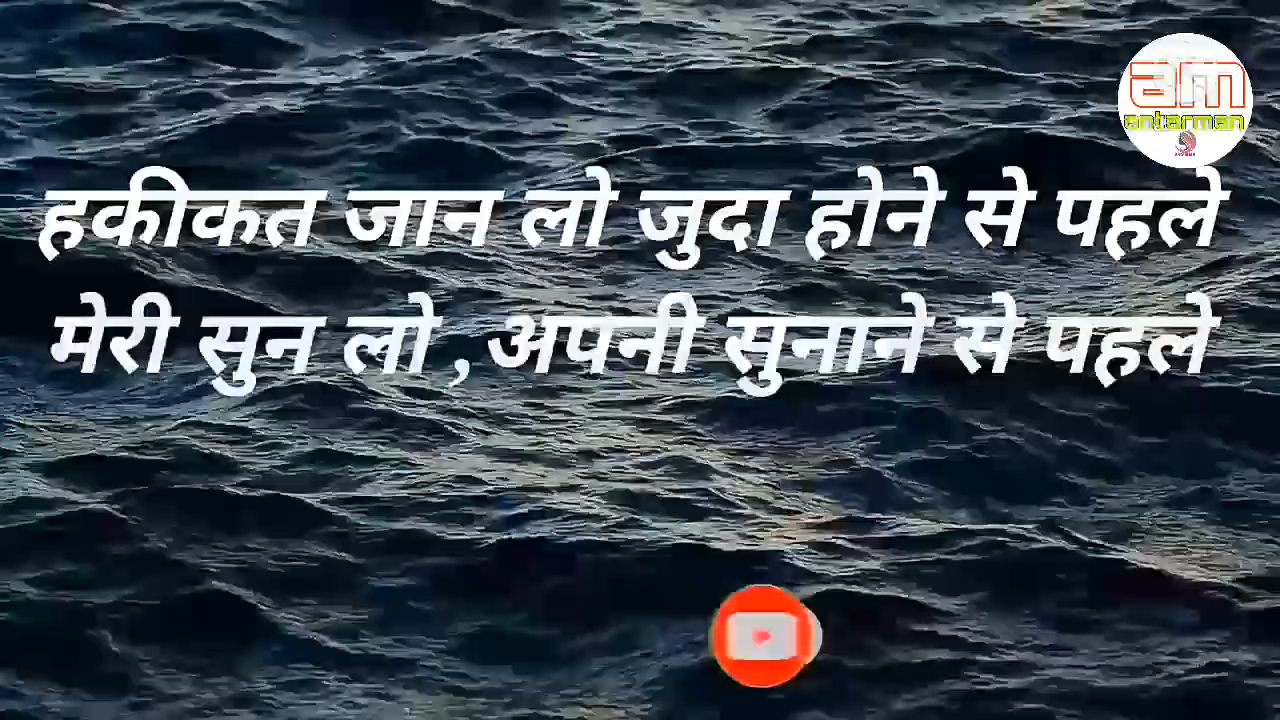 am
antarman
हकीकत जान लो जुदा होने से पहले
मेरी सुन लो ,अपनी सुनाने से पहले